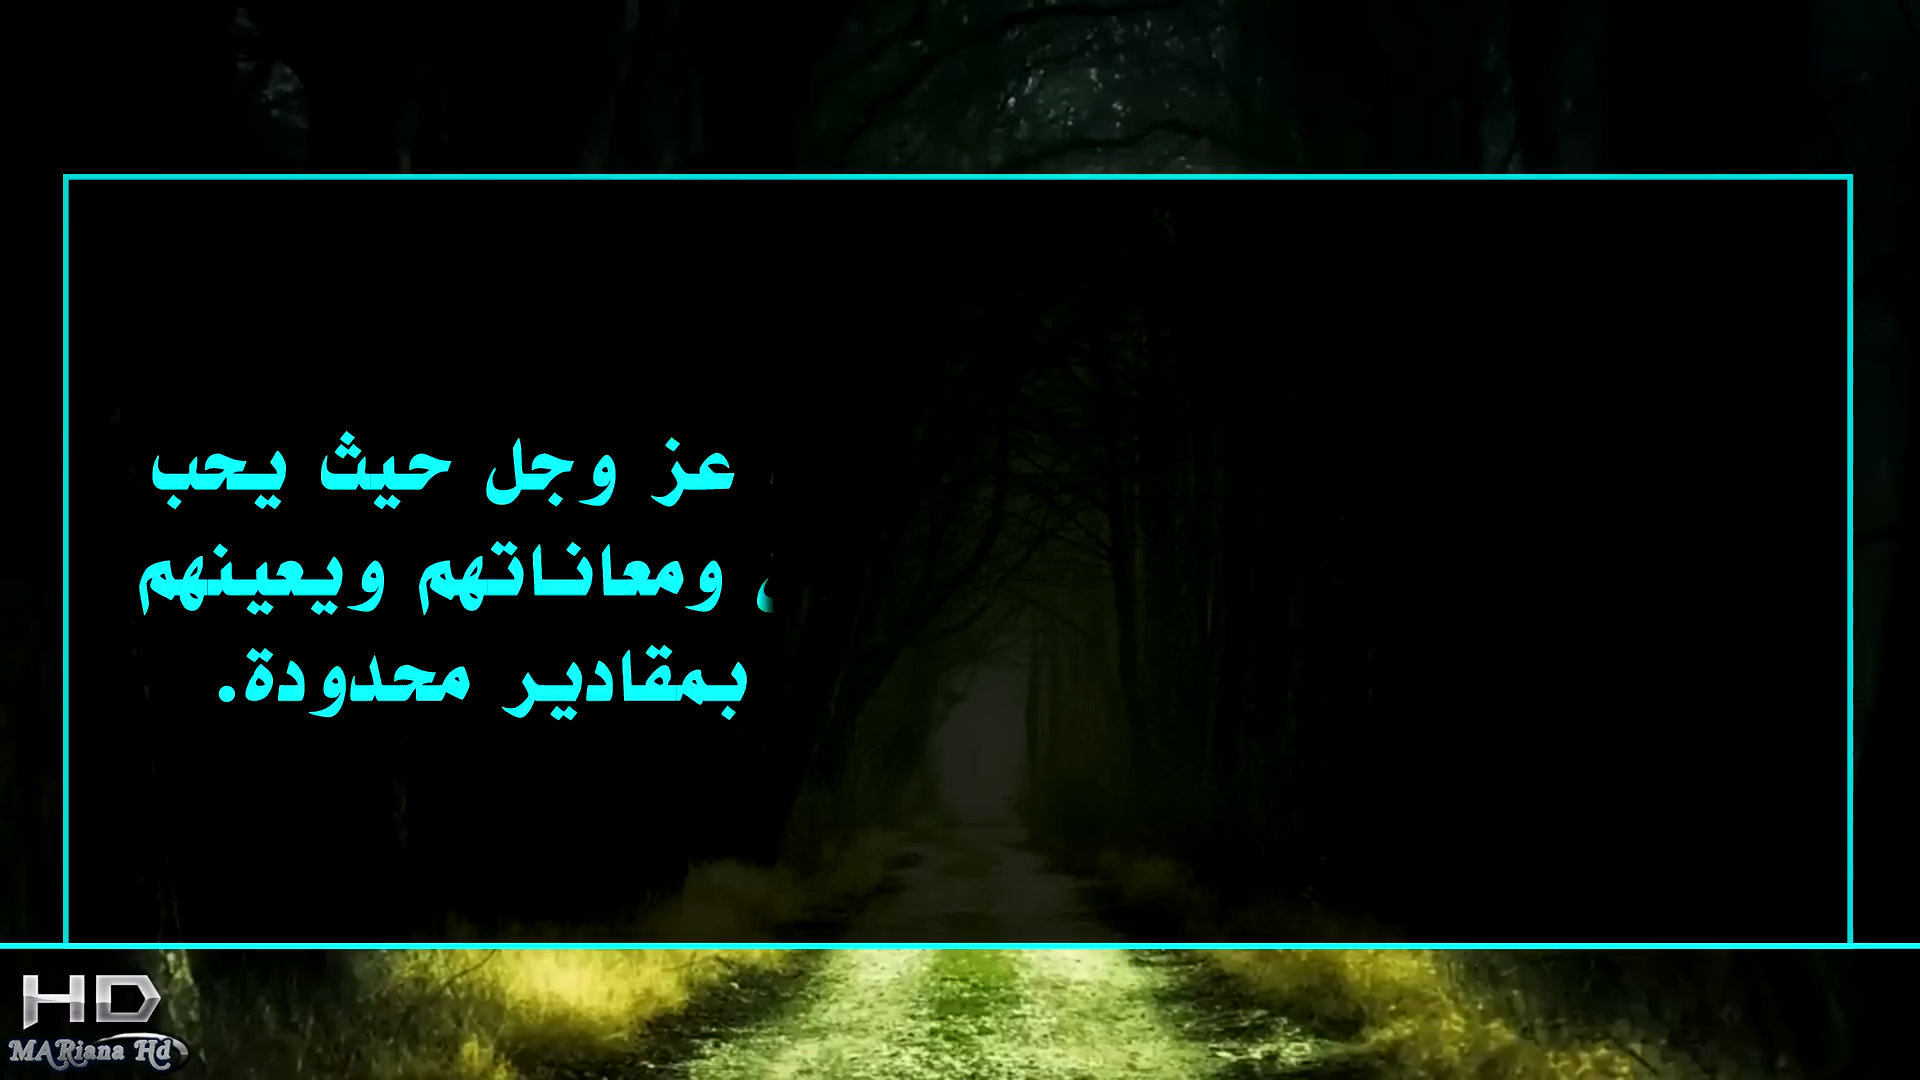 عز وجل حيث يحب
ومعاناتهم ويعينهم
بمقادير محدودة.
HD
MARiana Hd